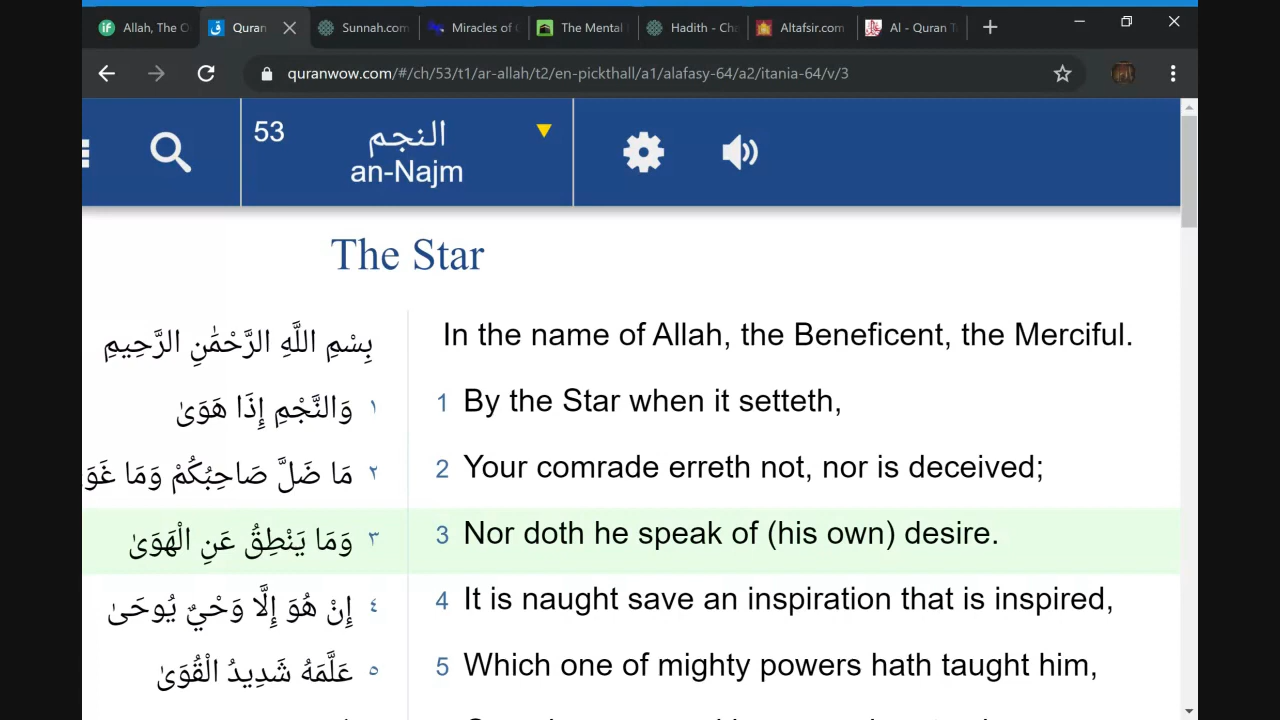 Allah, The O
Quran
Sunnah.com
Miracles of
The Mental
Hadith - Cha
Altafsir.com
Al - Quran T
quranwow.com/#/ch/53/t1/ar-allah/t2/en-pickthall/a1/alafasy-64/a2/itania-64/v/3
53
النجم
an-Najm
The Star
بِسْمِ اللَّهِ الرَّحْمَٰنِ الرَّحِيمِ
In the name of Allah, the Beneficent, the Merciful.
١ وَالنَّجْمِ إِذَا هَوَىٰ
1 By the Star when it setteth,
٢ مَا ضَلَّ صَاحِبُكُمْ وَمَا غَوَ
2 Your comrade erreth not, nor is deceived;
٣ وَمَا يَنْطِقُ عَنِ الْهَوَىٰ
3 Nor doth he speak of (his own) desire.
٤ إِنْ هُوَ إِلَّا وَحْيٌ يُوحَىٰ
4 It is naught save an inspiration that is inspired,
٥ عَلَّمَهُ شَدِيدُ الْقُوَىٰ
5 Which one of mighty powers hath taught him,